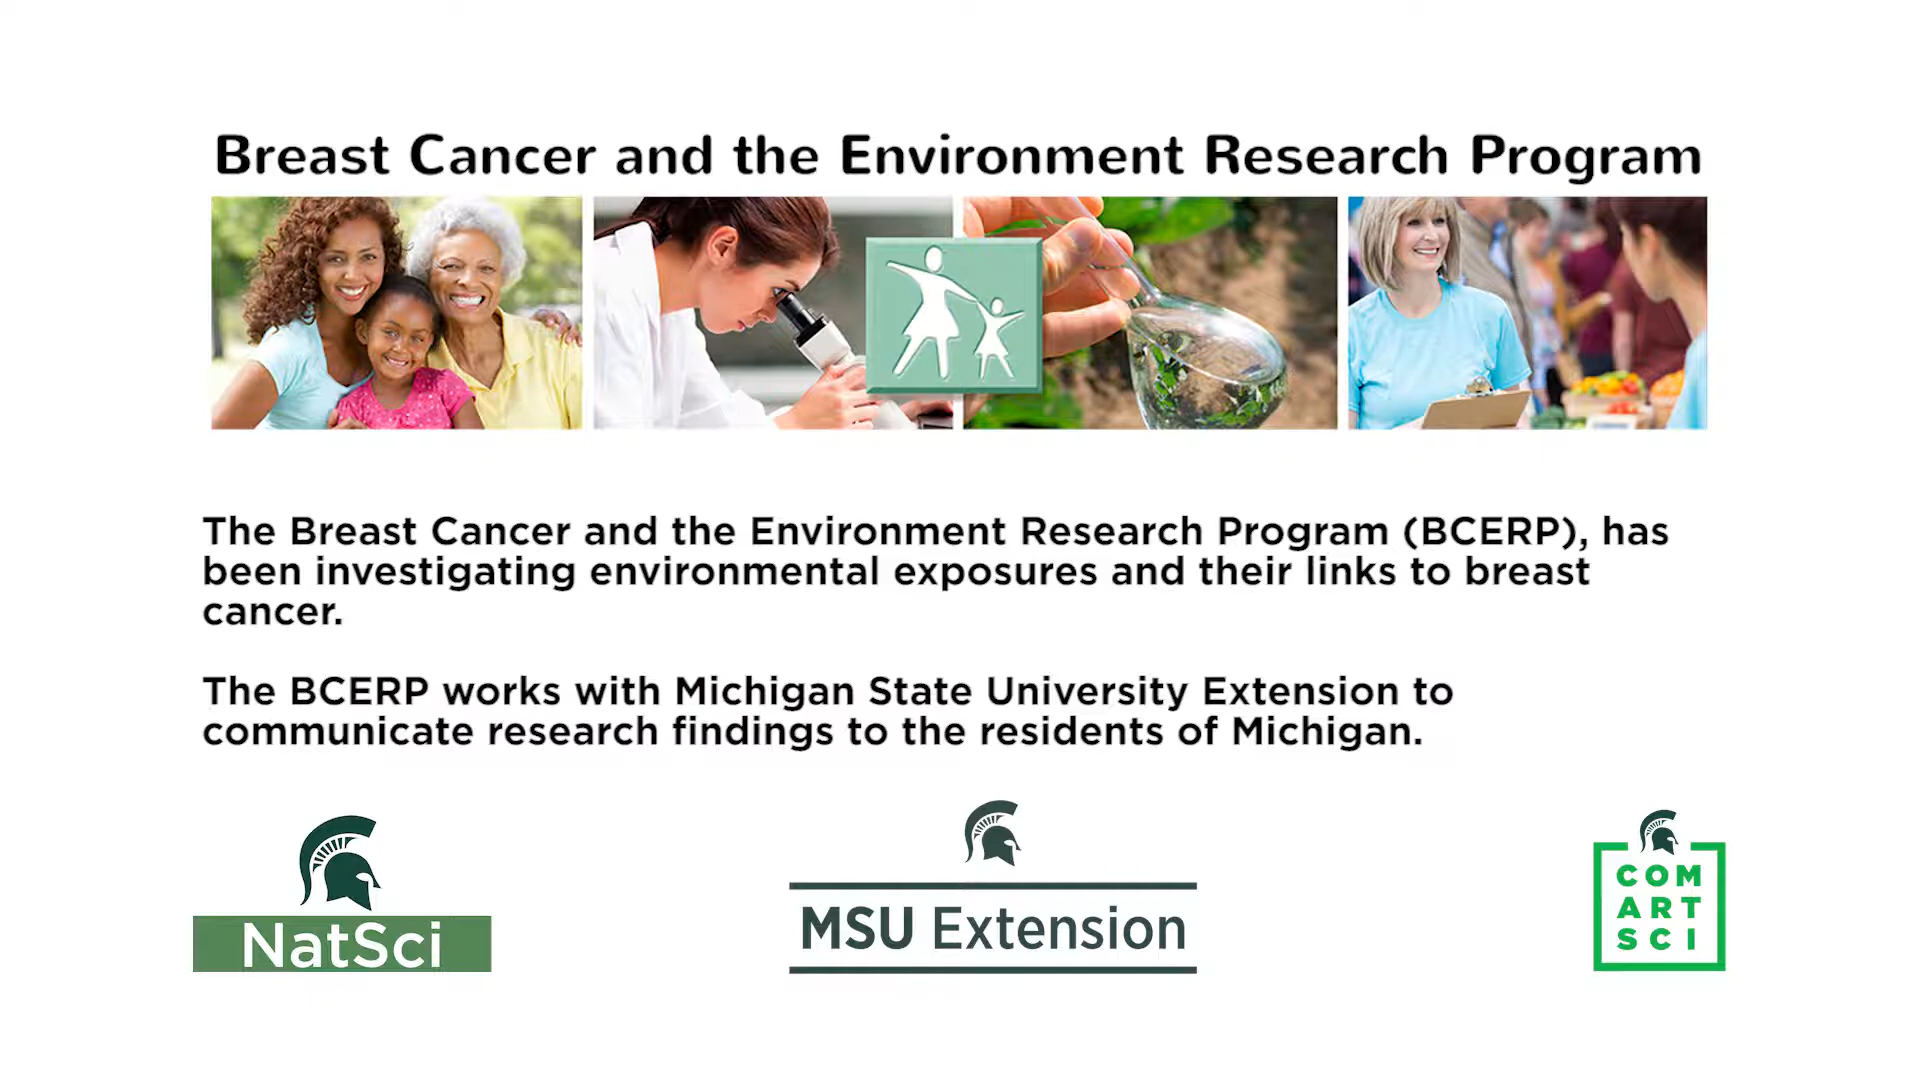 Breast Cancer and the Environment Research Program
The Breast Cancer and the Environment Research Program (BCERP), has
been investigating environmental exposures and their links to breast
cancer.
The BCERP works with Michigan State University Extension to
communicate research findings to the residents of Michigan.
NatSci
MSU Extension
COM
ART
SCI